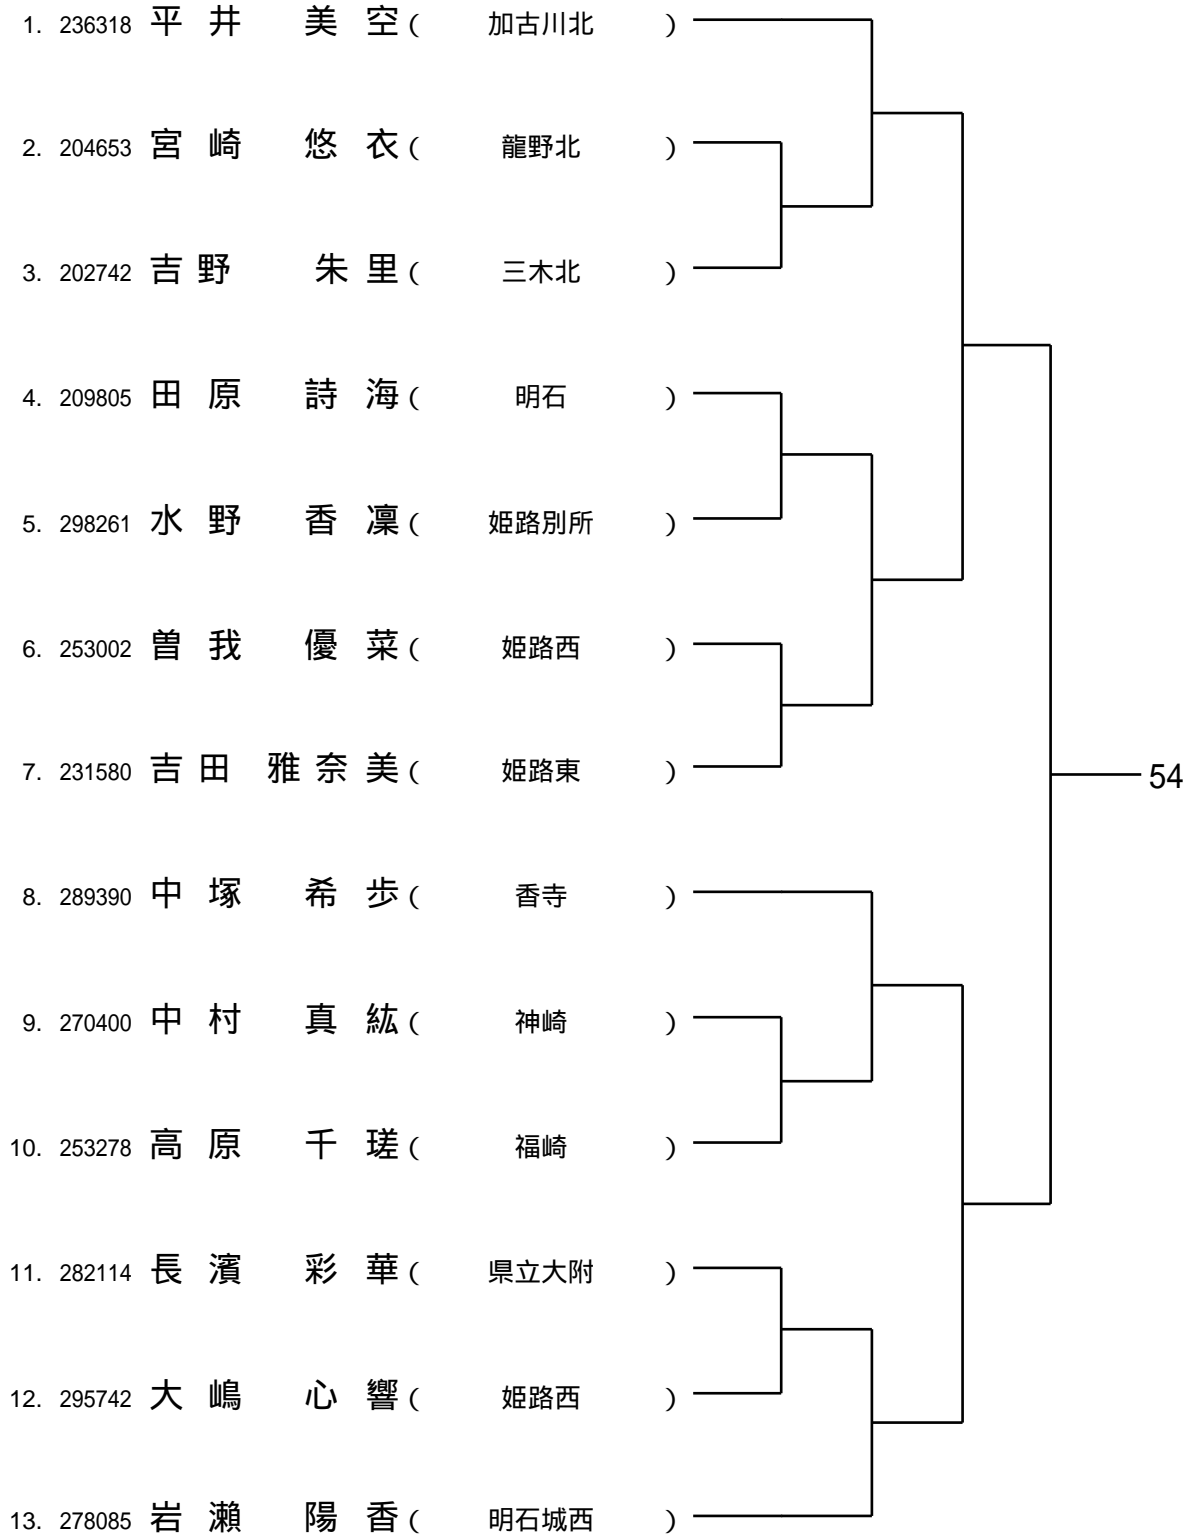 1. 236318 平井 美空( 加古川北 )
2. 204653 宮崎 悠衣( 龍野北 )
3. 202742 吉野 朱里( 三木北 )
4. 209805 田原 詩海( 明石 )
5. 298261 水野 香凜( 姫路別所 )
6. 253002 曽我 優菜( 姫路西 )
7. 231580 吉田 雅奈美( 姫路東 )
54
8. 289390 中塚 希歩( 香寺 )
9. 270400 中村 真紘( 神崎 )
10. 253278 高原 千瑳( 福崎 )
11. 282114 長濱 彩華( 県立大附 )
12. 295742 大嶋 心響( 姫路西 )
13. 278085 岩瀨 陽香( 明石城西 )